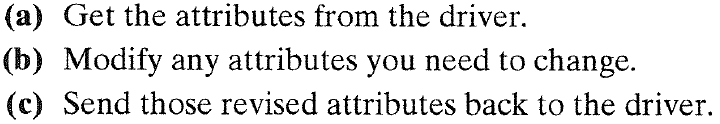 (a) Get the attributes from the driver.
(b) Modify any attributes you need to change.
(c) Send those revised attributes back to the driver.